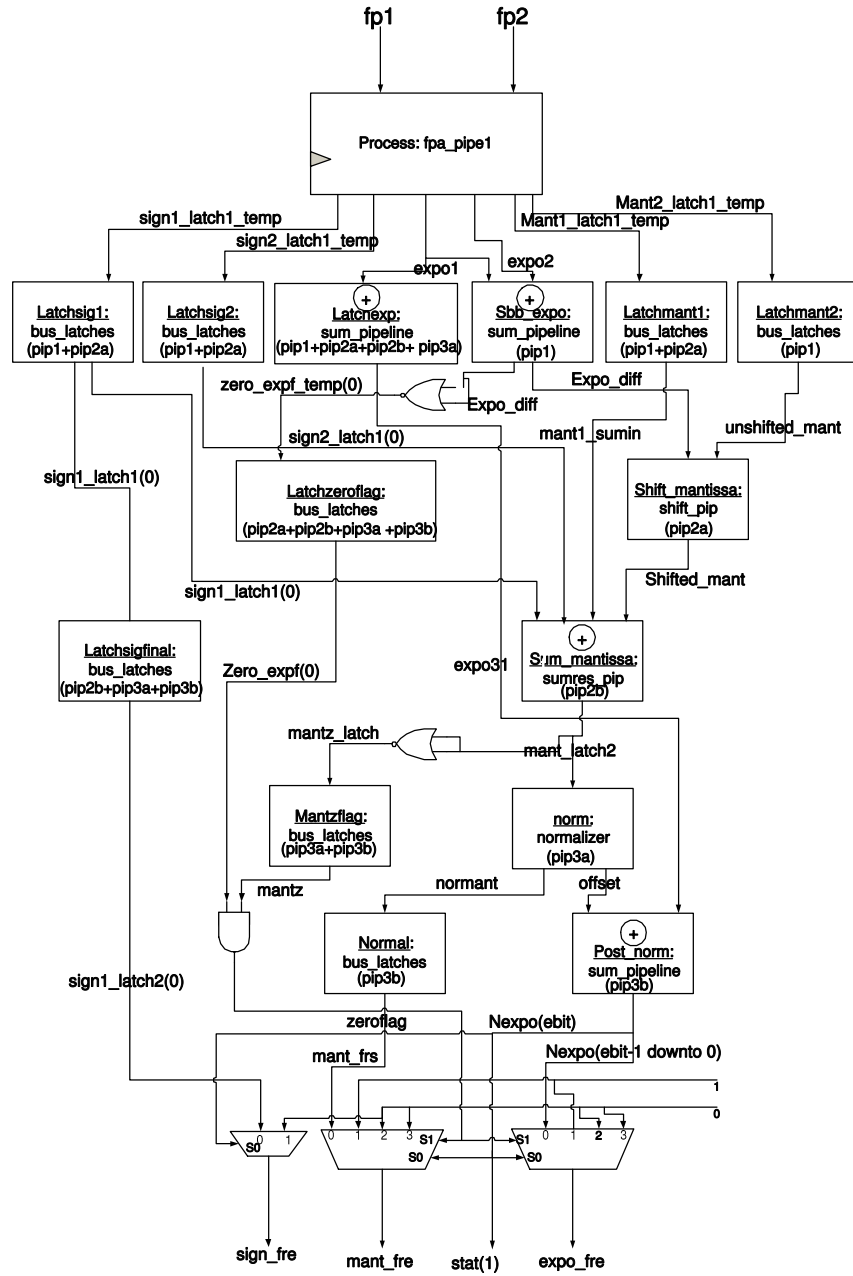 fp1
fp2
Process: fpa_pipe1
sign1_latch1_temp
sign2_latch1_temp
expo1
expo2
Mant1_latch1_temp
Mant2_latch1_temp
Latchsig1:
bus_latches
(pip1+pip2a)
Latchsig2:
bus_latches
(pip1+pip2a)
+
Latchexp:
sum_pipeline
(pip1+pip2a+pip2b+ pip3a)
+
Sbb_expo:
sum_pipeline
(pip1)
Latchmant1:
bus_latches
(pip1+pip2a)
Latchmant2:
bus_latches
(pip1)
zero_expf_temp(0)
Expo_diff
Expo_diff
unshifted_mant
sign2_latch1(0)
mant1_sumin
sign1_latch1(0)
Latchzeroflag:
bus_latches
(pip2a+pip2b+pip3a +pip3b)
Shift_mantissa:
shift_pip
(pip2a)
sign1_latch1(0)
Shifted_mant
Latchsigfinal:
bus_latches
(pip2b+pip3a+pip3b)
Zero_expf(0)
expo31
+
Sum_mantissa:
sumres_pip
(pip2b)
mantz_latch
mant_latch2
Mantzflag:
bus_latches
(pip3a+pip3b)
norm:
normalizer
(pip3a)
mantz
normant
offset
Normal:
bus_latches
(pip3b)
+
Post_norm:
sum_pipeline
(pip3b)
sign1_latch2(0)
zeroflag
Nexpo(ebit)
mant_frs
Nexpo(ebit-1 downto 0)
1
0
0 1
S0
0 1 2 3
S1
S0
0 1 2 3
S1
S0
sign_fre
mant_fre
stat(1)
expo_fre